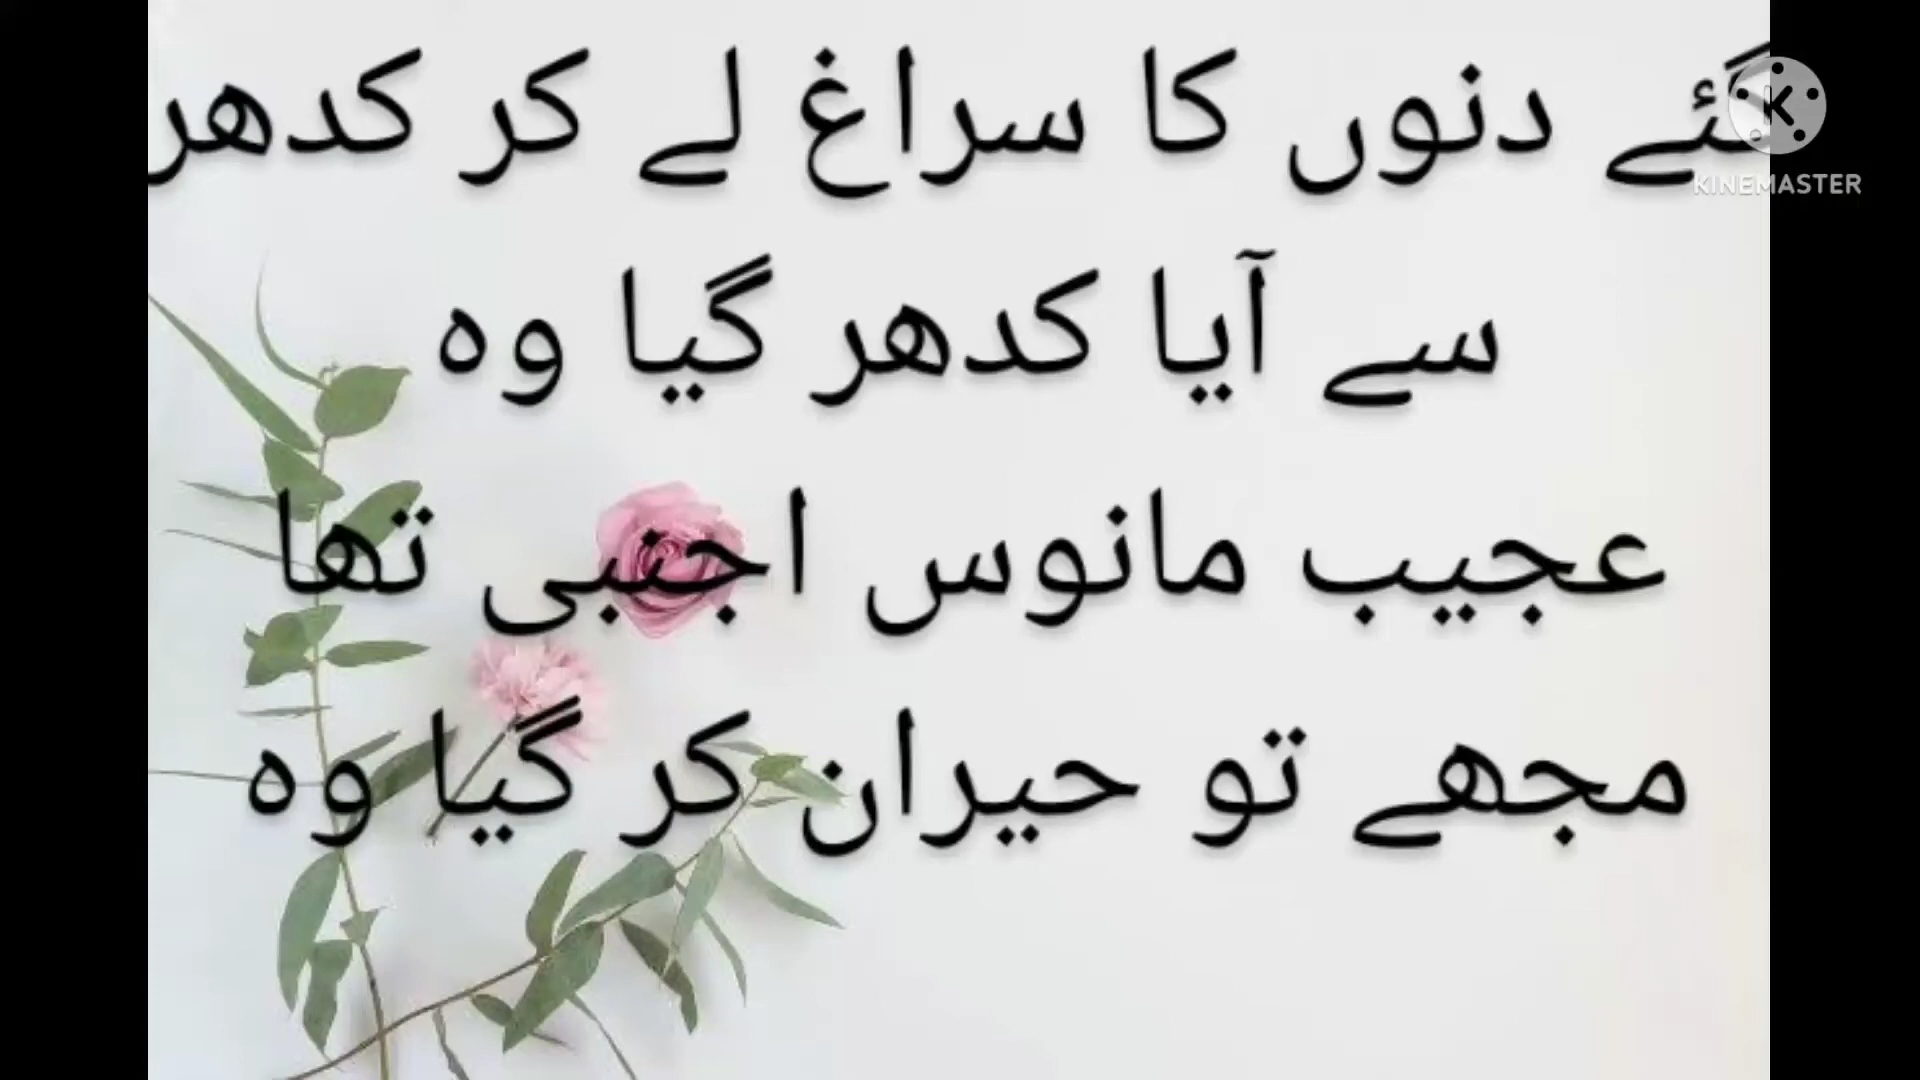 گئے دنوں کا سراغ لے کر کدھر
سے آیا کدھر گیا وہ
عجیب مانوس اجنبی تھا
مجھے تو حیران کر گیا وہ
KINEMASTER